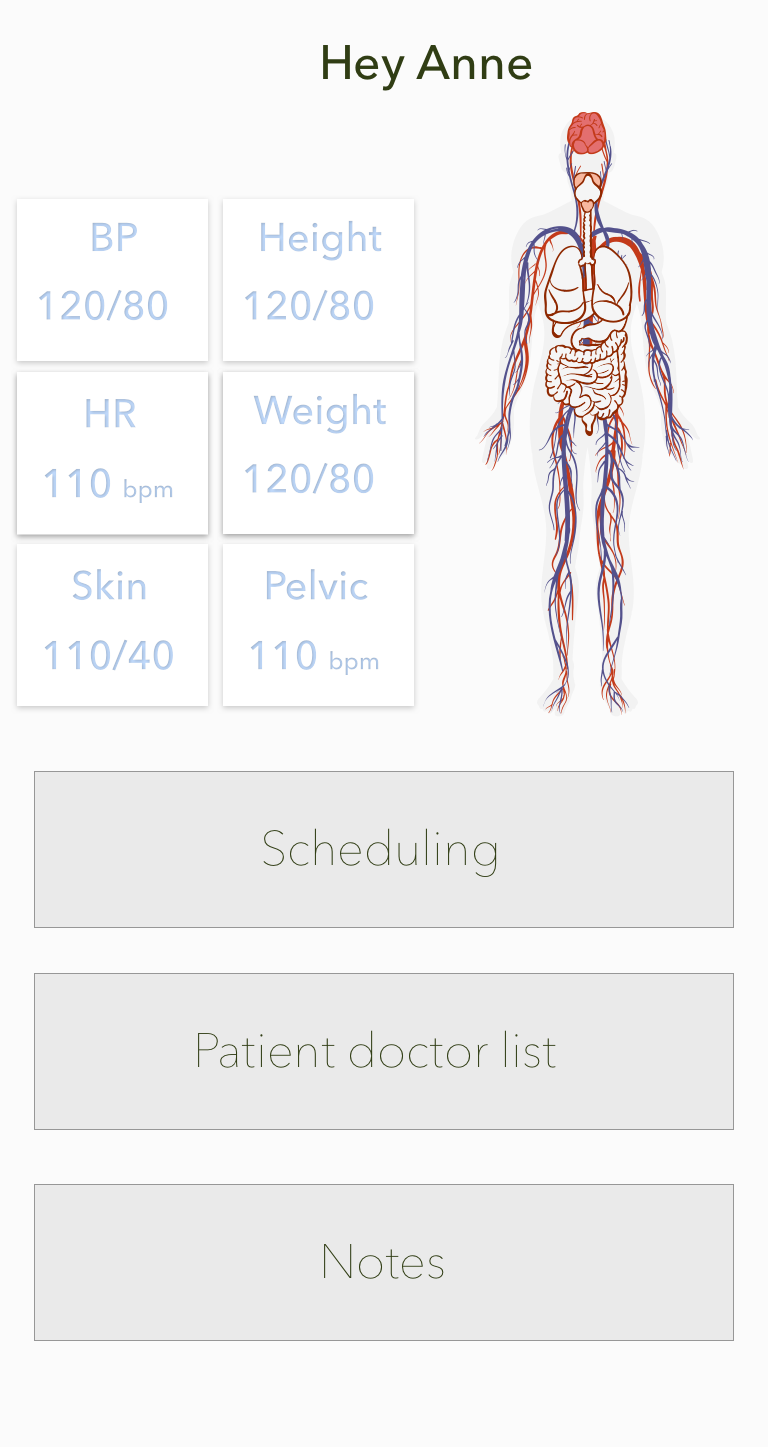 Hey Anne
BP
120/80
Height
120/80
HR
110 bpm
Weight
120/80
Skin
110/40
Pelvic
110 bpm
Scheduling
Patient doctor list
Notes